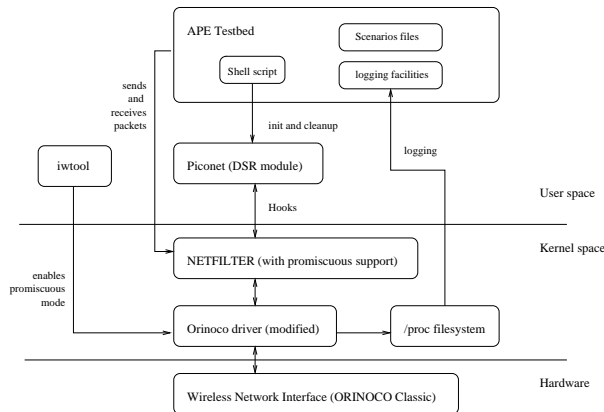 APE Testbed
Scenarios files
Shell script
logging facilities
sends
and
receives
packets
init and cleanup
logging
iwtool
Piconet (DSR module)
Hooks
User space
Kernel space
NETFILTER (with promiscuous support)
enables
promiscuous
mode
Orinoco driver (modified)
/proc filesystem
Hardware
Wireless Network Interface (ORINOCO Classic)